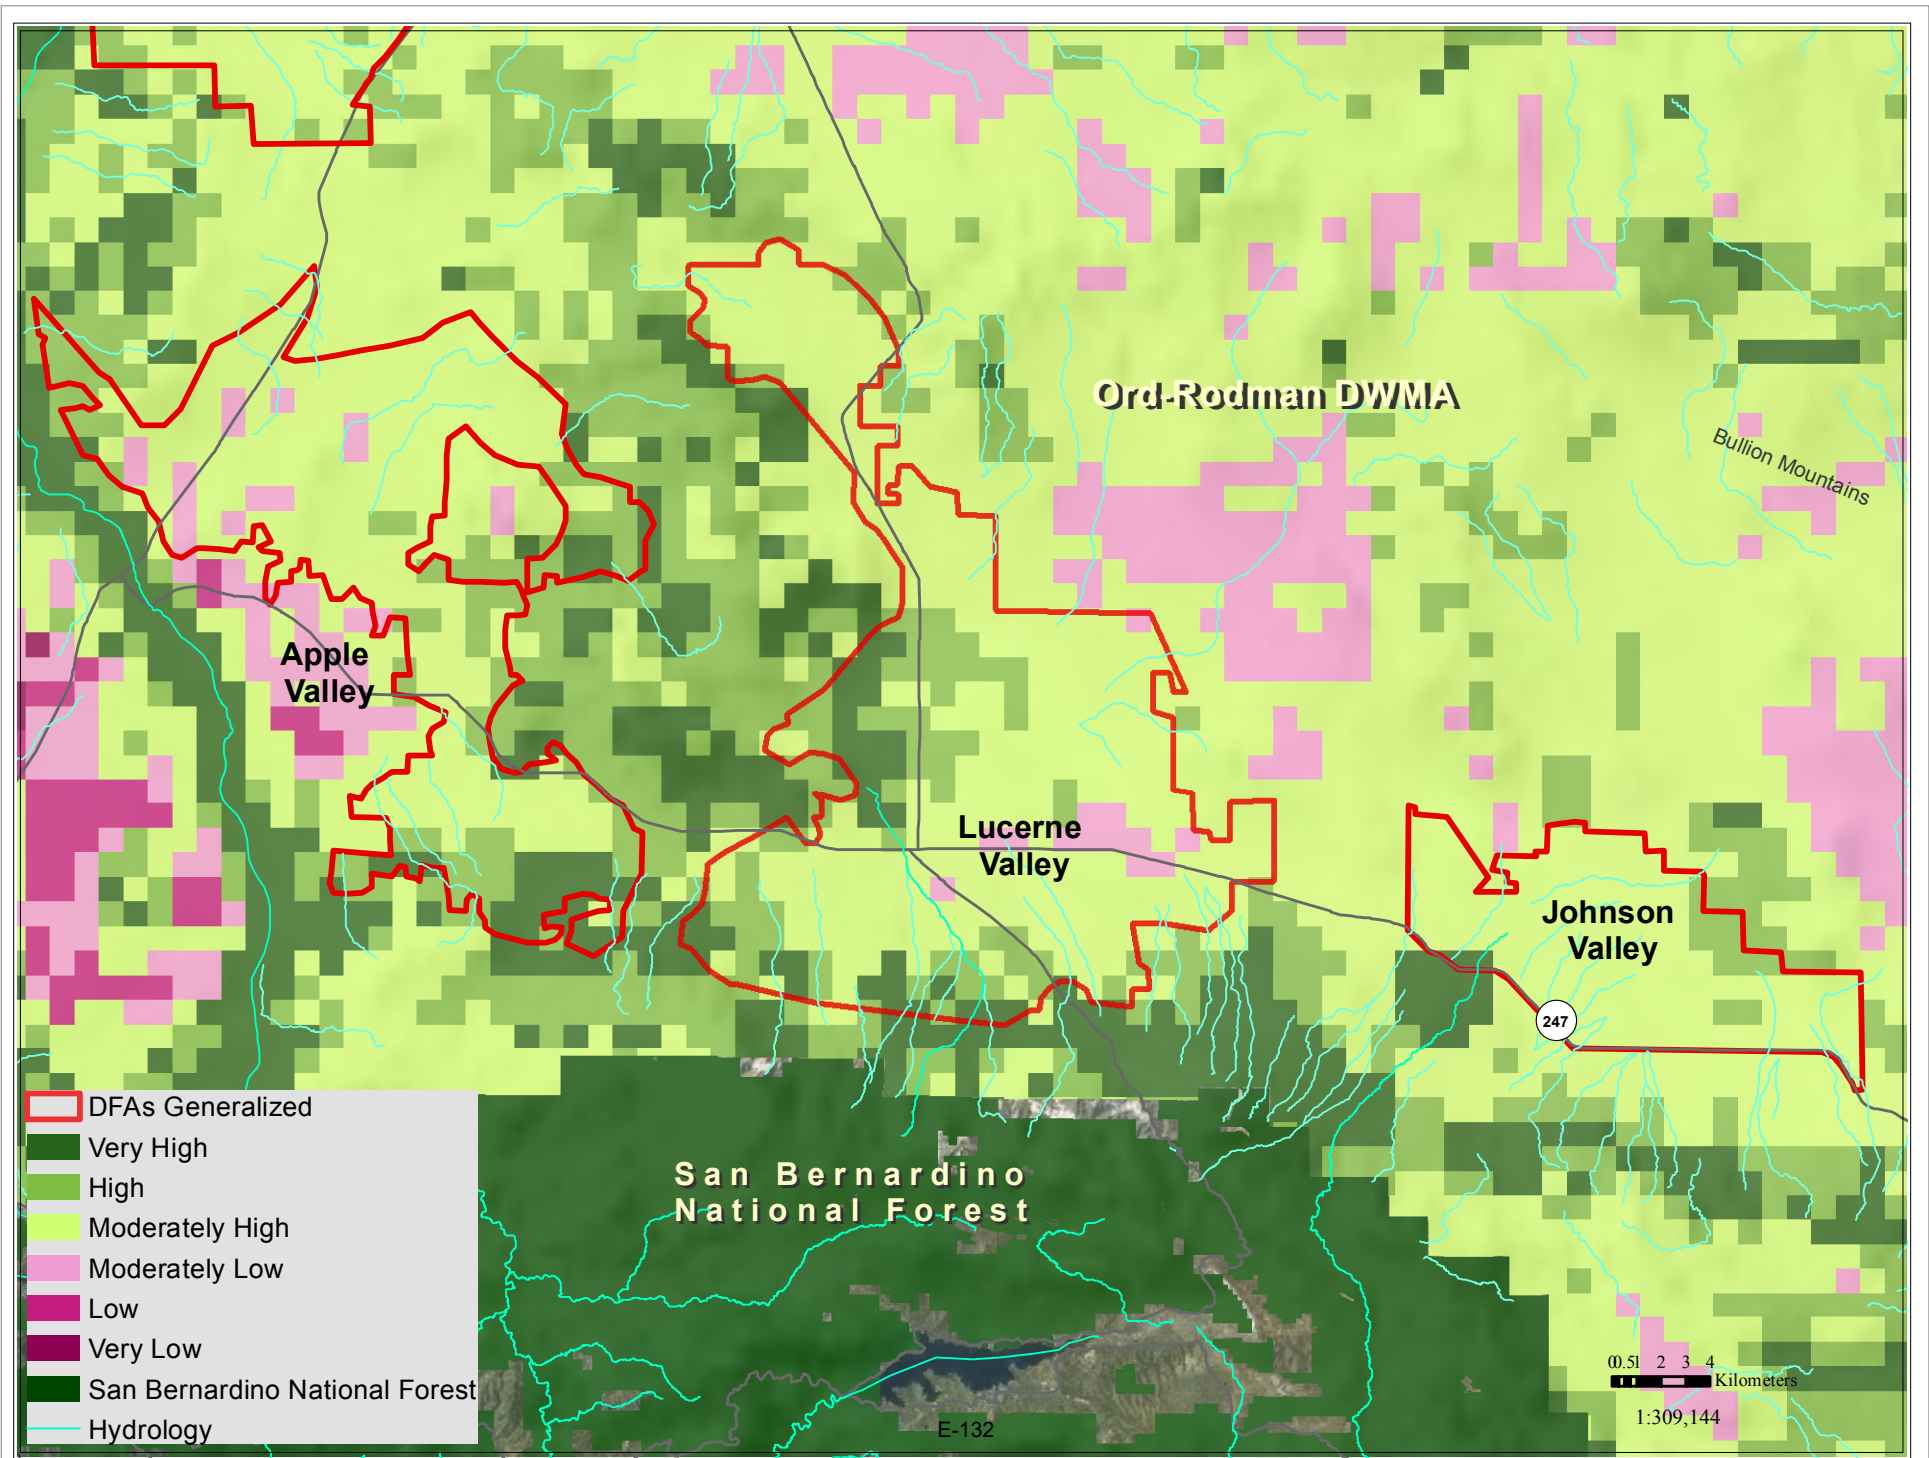 Ord-Rodman DWMA
Bullion Mountains
Apple
Valley
Lucerne
Valley
Johnson
Valley
247
San Bernardino
National Forest
DFAs Generalized
Very High
High
Moderately High
Moderately Low
Low
Very Low
San Bernardino National Forest
Hydrology
0 0.5 1 2 3 4
Kilometers
1:309,144
E-132